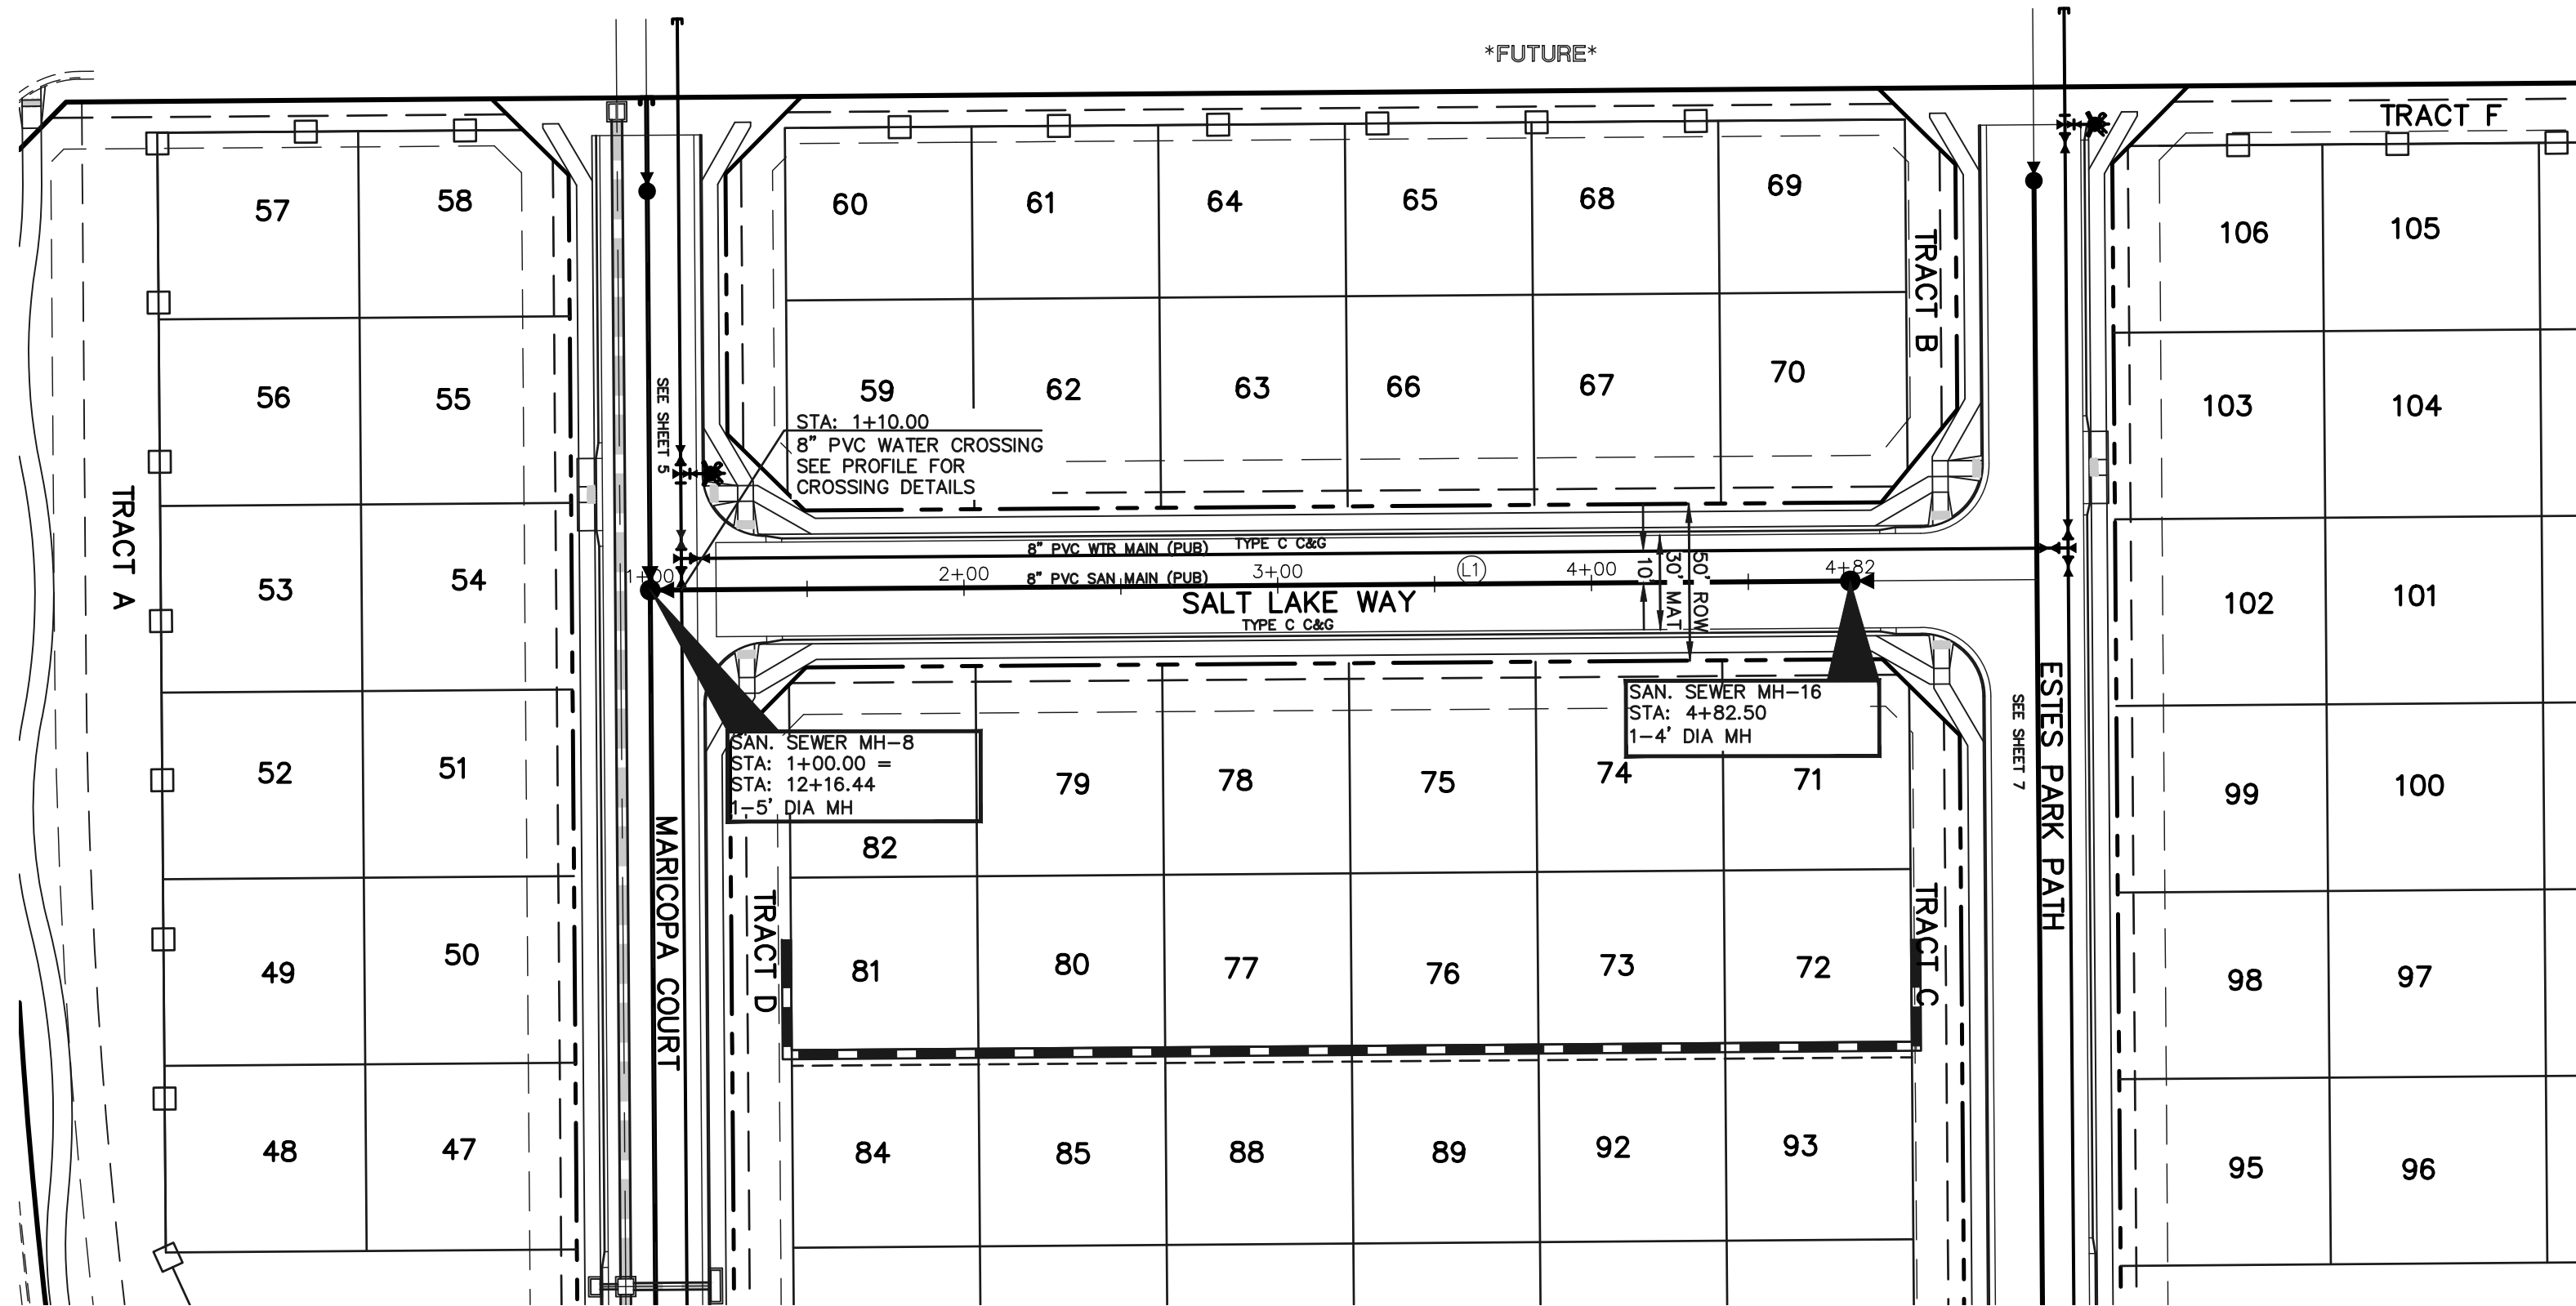 *FUTURE*
TRACT F
57
58
60
61
64
65
68
69
106
105
TRACT B
56
55
SEE SHEET 5
59
62
63
66
67
70
103
104
STA: 1+10.00
8" PVC WATER CROSSING
SEE PROFILE FOR
CROSSING DETAILS
TRACT A
53
54
8" PVC WTR MAIN (PUB)
TYPE C C&G
1+00
2+00
8" PVC SAN MAIN (PUB)
3+00
L1
4+00
10'
30' MAT
50' ROW
4+82
SALT LAKE WAY
TYPE C C&G
102
101
52
51
SAN. SEWER MH-8
STA: 1+00.00 =
STA: 12+16.44
1-5' DIA MH
SAN. SEWER MH-16
STA: 4+82.50
1-4' DIA MH
SEE SHEET 7
ESTES PARK PATH
79
78
75
74
71
99
100
82
MARICOPA COURT
TRACT D
TRACT C
49
50
81
80
77
76
73
72
98
97
48
47
84
85
88
89
92
93
95
96